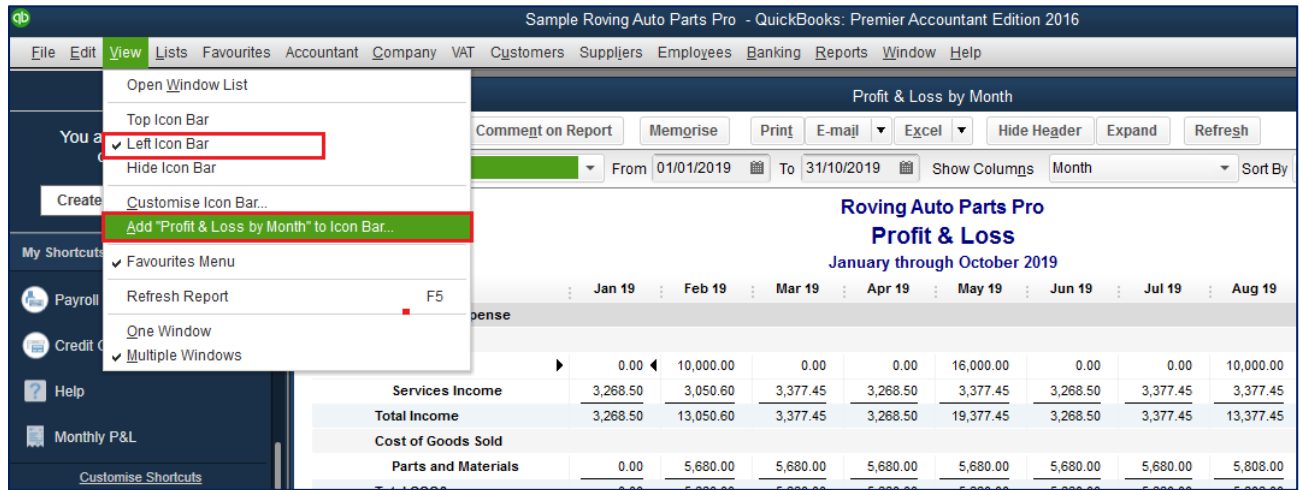 qb Sample Roving Auto Parts Pro - QuickBooks: Premier Accountant Edition 2016
File Edit View Lists Favourites Accountant Company VAT Customers Suppliers Employees Banking Reports Window Help
Open Window List
Profit & Loss by Month
Top Icon Bar
You a
Comment on Report Memorise Print E-mail Excel Hide Header Expand Refresh
Left Icon Bar
Hide Icon Bar
From 01/01/2019 To 31/10/2019 Show Columns Month Sort By
Create
Customise Icon Bar...
Roving Auto Parts Pro
Add "Profit & Loss by Month" to Icon Bar...
Profit & Loss
My Shortcuts
Favourites Menu
January through October 2019
Payroll
Refresh Report F5
Jan 19 Feb 19 Mar 19 Apr 19 May 19 Jun 19 Jul 19 Aug 19
pense
One Window
Credit C
Multiple Windows
0.00 10,000.00 0.00 0.00 16,000.00 0.00 0.00 10,000.00
Help
Services Income 3,268.50 3,050.60 3,377.45 3,268.50 3,377.45 3,268.50 3,377.45 3,377.45
Total Income 3,268.50 13,050.60 3,377.45 3,268.50 19,377.45 3,268.50 3,377.45 13,377.45
Monthly P&L
Cost of Goods Sold
Parts and Materials 0.00 5,680.00 5,680.00 5,680.00 5,680.00 5,680.00 5,680.00 5,808.00
Customise Shortcuts